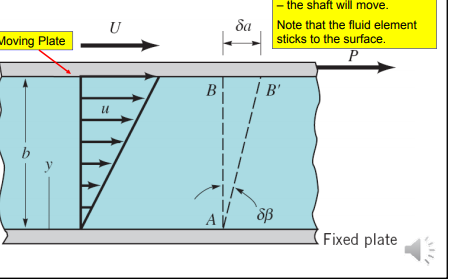 – the shaft will move.
Note that the fluid element
sticks to the surface.
U
δa
Moving Plate
P
B
B'
u
b
y
A
δβ
Fixed plate